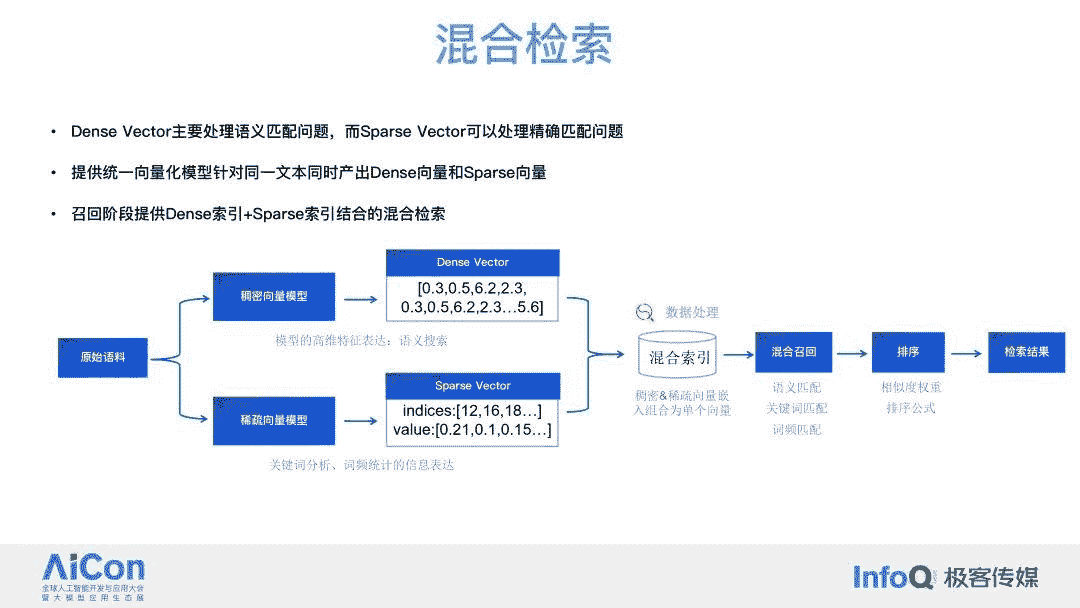 混合检索
• Dense Vector主要处理语义匹配问题，而Sparse Vector可以处理精确匹配问题
• 提供统一向量化模型针对同一文本同时产出Dense向量和Sparse向量
• 召回阶段提供Dense索引+Sparse索引结合的混合检索
原始语料
稠密向量模型
Dense Vector
[0.3,0.5,6.2,2.3,
0.3,0.5,6.2,2.3…5.6]
模型的高维特征表达：语义搜索
稀疏向量模型
Sparse Vector
indices:[12,16,18…]
value:[0.21,0.1,0.15…]
关键词分析、词频统计的信息表达
数据处理
混合索引
稠密&稀疏向量嵌
入组合为单个向量
混合召回
语义匹配
关键词匹配
词频匹配
排序
相似度权重
排序公式
检索结果
AiCon
全球人工智能开发与应用大会
暨大模型应用生态展
InfoQ 极客传媒